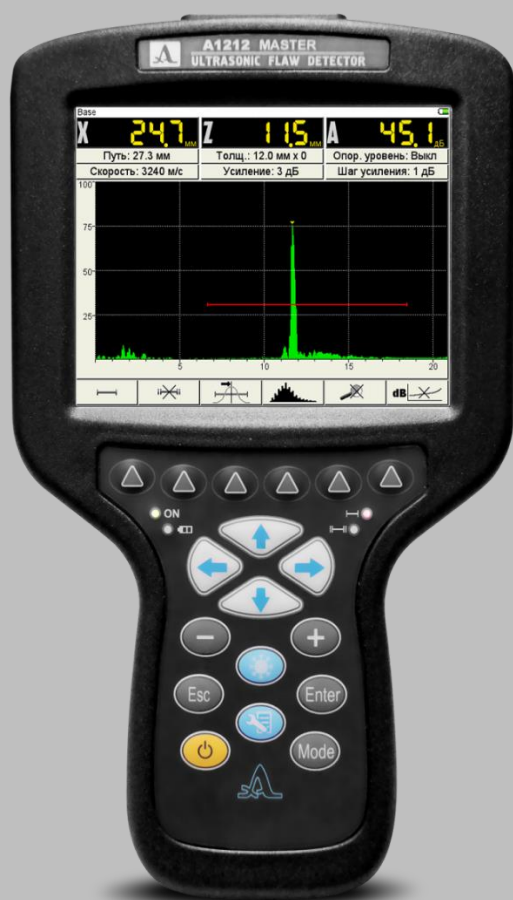 A1212 MASTER
ULTRASONIC FLAW DETECTOR
Base
X 24.7 мм Z 11.5 мм A 45.1 дБ
Путь: 27.3 мм Толщ.: 12.0 мм x 0 Опор. уровень: Выкл
Скорость: 3240 м/с Усиление: 3 дБ Шаг усиления: 1 дБ
100
75
50
25
5 10 15 20
dB
ON
Esc Enter
Mode